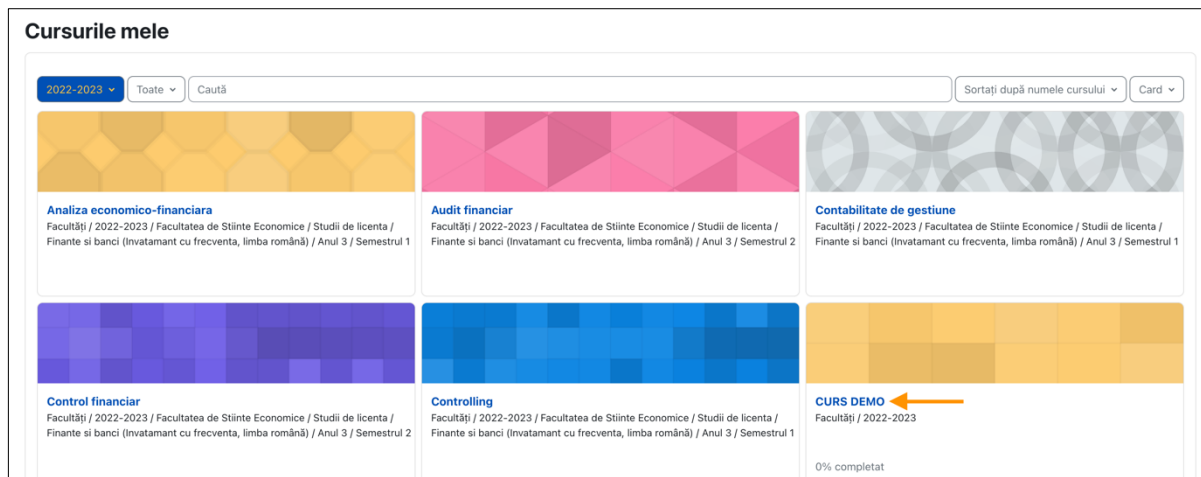 Cursurile mele
2022-2023 Toate Caută Sortați după numele cursului Card
Analiza economico-financiara
Facultăți / 2022-2023 / Facultatea de Stiinte Economice / Studii de licenta /
Finante si banci (Invatamant cu frecventa, limba română) / Anul 3 / Semestrul 1
Audit financiar
Facultăți / 2022-2023 / Facultatea de Stiinte Economice / Studii de licenta /
Finante si banci (Invatamant cu frecventa, limba română) / Anul 3 / Semestrul 2
Contabilitate de gestiune
Facultăți / 2022-2023 / Facultatea de Stiinte Economice / Studii de licenta /
Finante si banci (Invatamant cu frecventa, limba română) / Anul 3 / Semestrul 1
Control financiar
Facultăți / 2022-2023 / Facultatea de Stiinte Economice / Studii de licenta /
Finante si banci (Invatamant cu frecventa, limba română) / Anul 3 / Semestrul 2
Controlling
Facultăți / 2022-2023 / Facultatea de Stiinte Economice / Studii de licenta /
Finante si banci (Invatamant cu frecventa, limba română) / Anul 3 / Semestrul 1
CURS DEMO
Facultăți / 2022-2023
0% completat